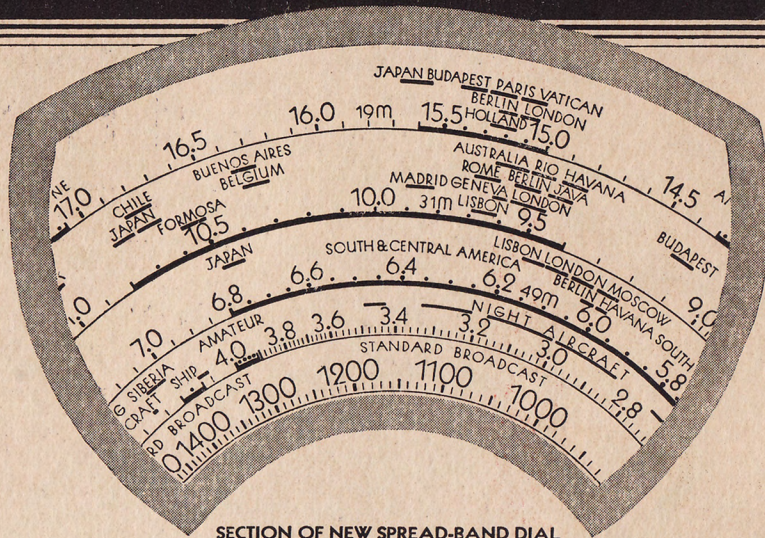 JAPAN BUDAPEST PARIS VATICAN
BERLIN LONDON
HOLLAND
17.0 16.5 16.0 19m 15.5 15.0 14.5
BUENOS AIRES
BELGIUM
AUSTRALIA RIO HAVANA
ROME BERLIN JAVA
MADRID GENEVA LONDON
31m LISBON
CHILE
JAPAN
FORMOSA
10.5 10.0 9.5 9.0
BUDAPEST
JAPAN
SOUTH & CENTRAL AMERICA
LISBON LONDON MOSCOW
BERLIN HAVANA SOUTH
7.0 6.8 6.6 6.4 6.2 49m 6.0 5.8
SIBERIA
SHIP
AMATEUR
NIGHT AIRCRAFT
CRAFT
4.0 3.8 3.6 3.4 3.2 3.0 2.8
RD BROADCAST
STANDARD BROADCAST
1400 1300 1200 1100 1000
SECTION OF NEW SPREAD-BAND DIAL